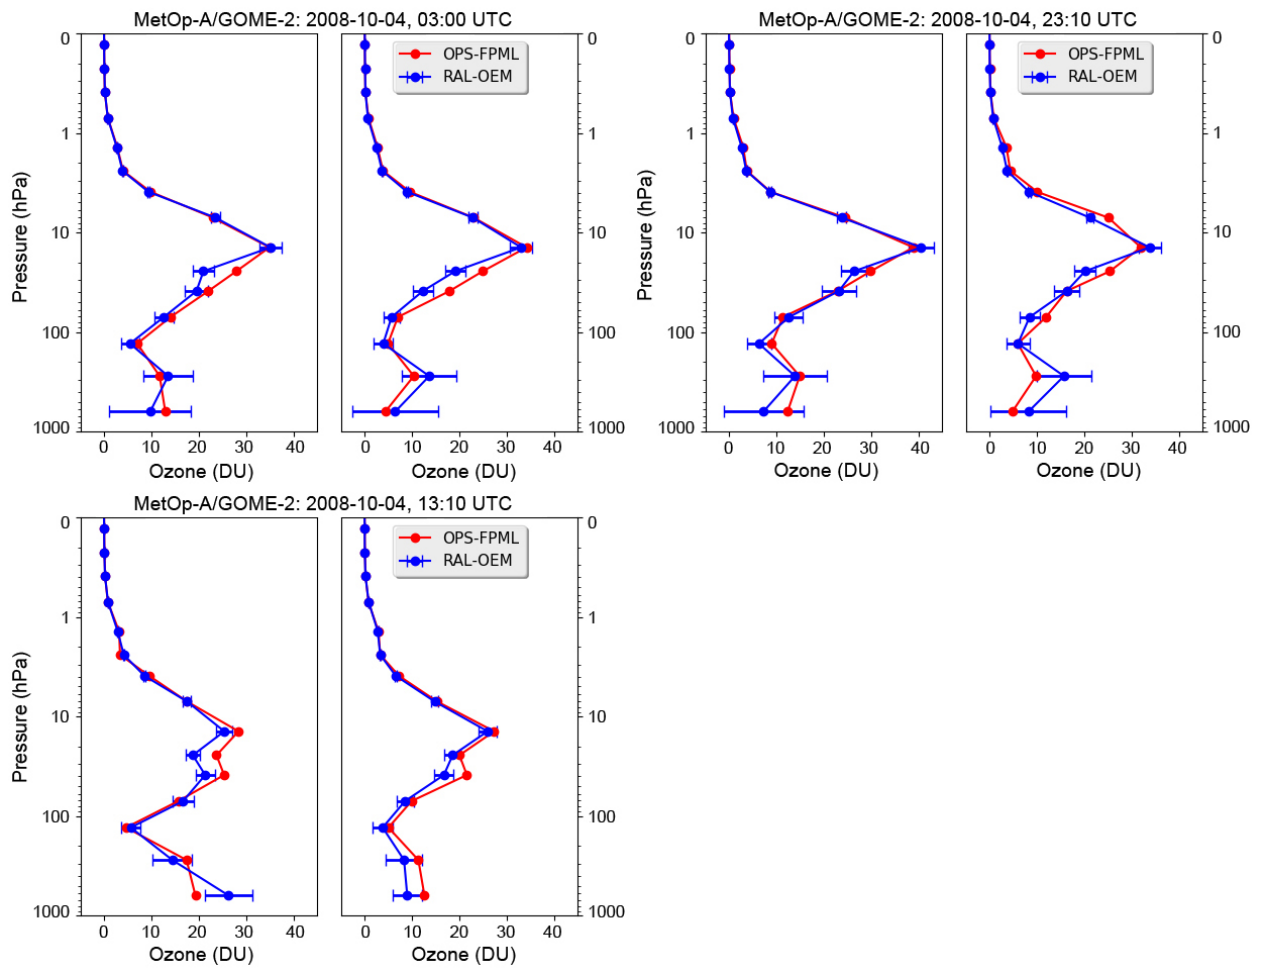 MetOp-A/GOME-2: 2008-10-04, 03:00 UTC
0
1
10
100
1000
Pressure (hPa)
0 10 20 30 40
Ozone (DU)
OPS-FPML
RAL-OEM
0
1
10
100
1000
0 10 20 30 40
Ozone (DU)
MetOp-A/GOME-2: 2008-10-04, 23:10 UTC
0
1
10
100
1000
Pressure (hPa)
0 10 20 30 40
Ozone (DU)
OPS-FPML
RAL-OEM
0
1
10
100
1000
0 10 20 30 40
Ozone (DU)
MetOp-A/GOME-2: 2008-10-04, 13:10 UTC
0
1
10
100
1000
Pressure (hPa)
0 10 20 30 40
Ozone (DU)
OPS-FPML
RAL-OEM
0
1
10
100
1000
0 10 20 30 40
Ozone (DU)